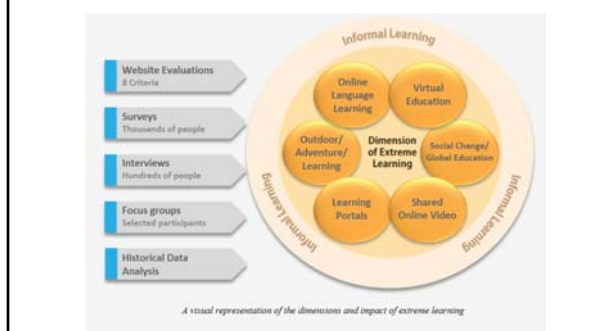 Website Evaluations
8 Criteria
Surveys
Thousands of people
Interviews
Hundreds of people
Focus groups
Selected participants
Historical Data
Analysis
Informal Learning
Online
Language
Learning
Virtual
Education
Outdoor/
Adventure/
Learning
Dimension
of Extreme
Learning
Social Change/
Global Education
Learning
Portals
Shared
Online Video
Informal Learning
Informal Learning
A visual representation of the dimensions and impact of extreme learning